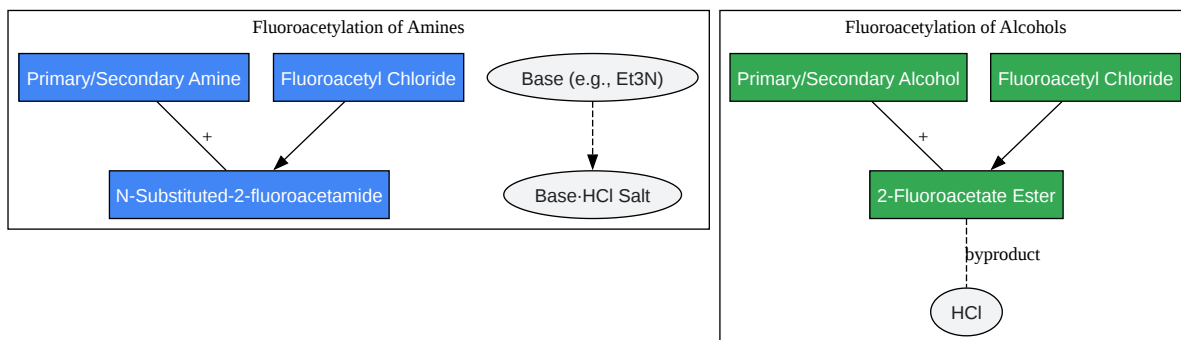 Fluoroacetylation of Amines
Primary/Secondary Amine
Fluoroacetyl Chloride
Base (e.g., Et3N)
+
N-Substituted-2-fluoroacetamide
Base·HCl Salt
Fluoroacetylation of Alcohols
Primary/Secondary Alcohol
Fluoroacetyl Chloride
+
2-Fluoroacetate Ester
byproduct
HCl